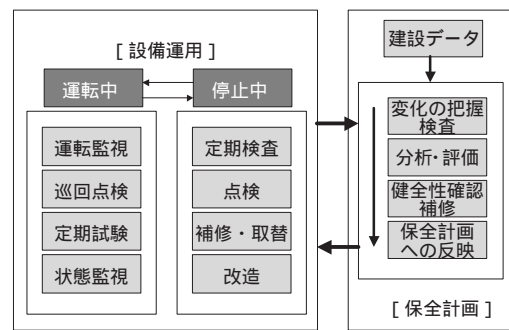 [ 設備運用 ]
運転中
停止中
運転監視
巡回点検
定期試験
状態監視
定期検査
点検
補修・取替
改造
建設データ
変化の把握
検査
分析・評価
健全性確認
補修
保全計画
への反映
[ 保全計画 ]